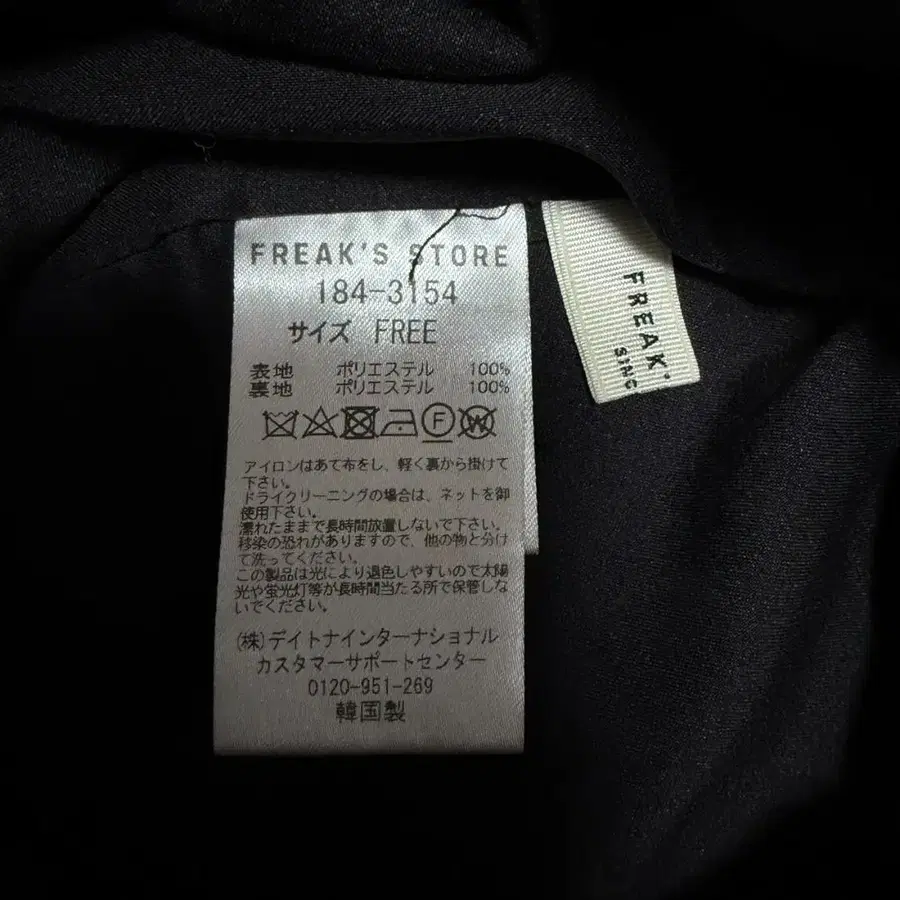 FREAK'S STORE
184-3154
サイズ FREE
表地 ポリエステル 100%
裏地 ポリエステル 100%
F W
アイロンはあて布をし、軽く裏から掛けて
下さい。
ドライクリーニングの場合は、ネットを御
使用下さい。
濡れたままで長時間放置しないで下さい。
移染の恐れがありますので、他の物と分け
て洗ってください。
この製品は光により退色しやすいので太陽
光や蛍光灯等が長時間当たる所で保管しな
いでください。
(株)デイトナインターナショナル
カスタマーサポートセンター
0120-951-269
韓国製
FREAK'
SINC